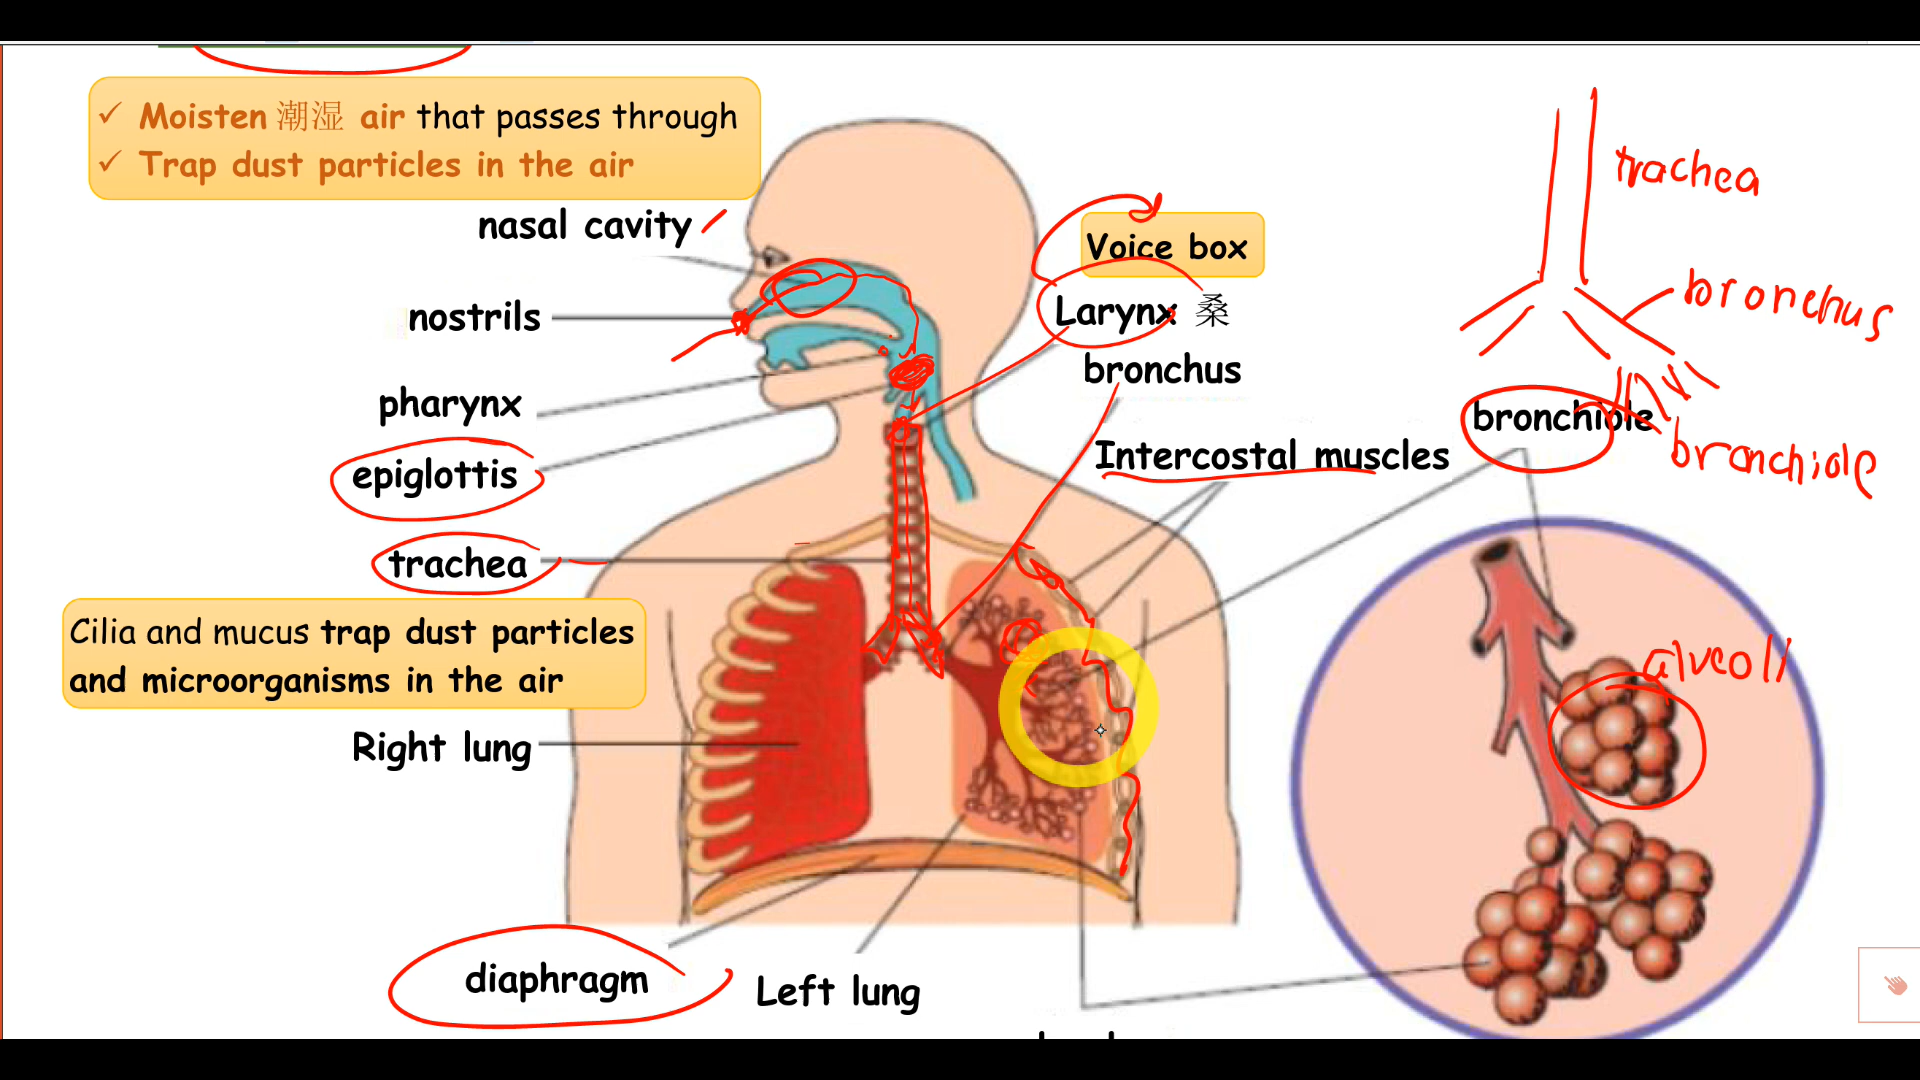 ✓ Moisten 潮湿 air that passes through
✓ Trap dust particles in the air
nasal cavity
nostrils
pharynx
epiglottis
trachea
Cilia and mucus trap dust particles
and microorganisms in the air
Right lung
diaphragm
Left lung
Voice box
Larynx 桑
bronchus
Intercostal muscles
bronchiole
trachea
bronchus
bronchiole
alveoli